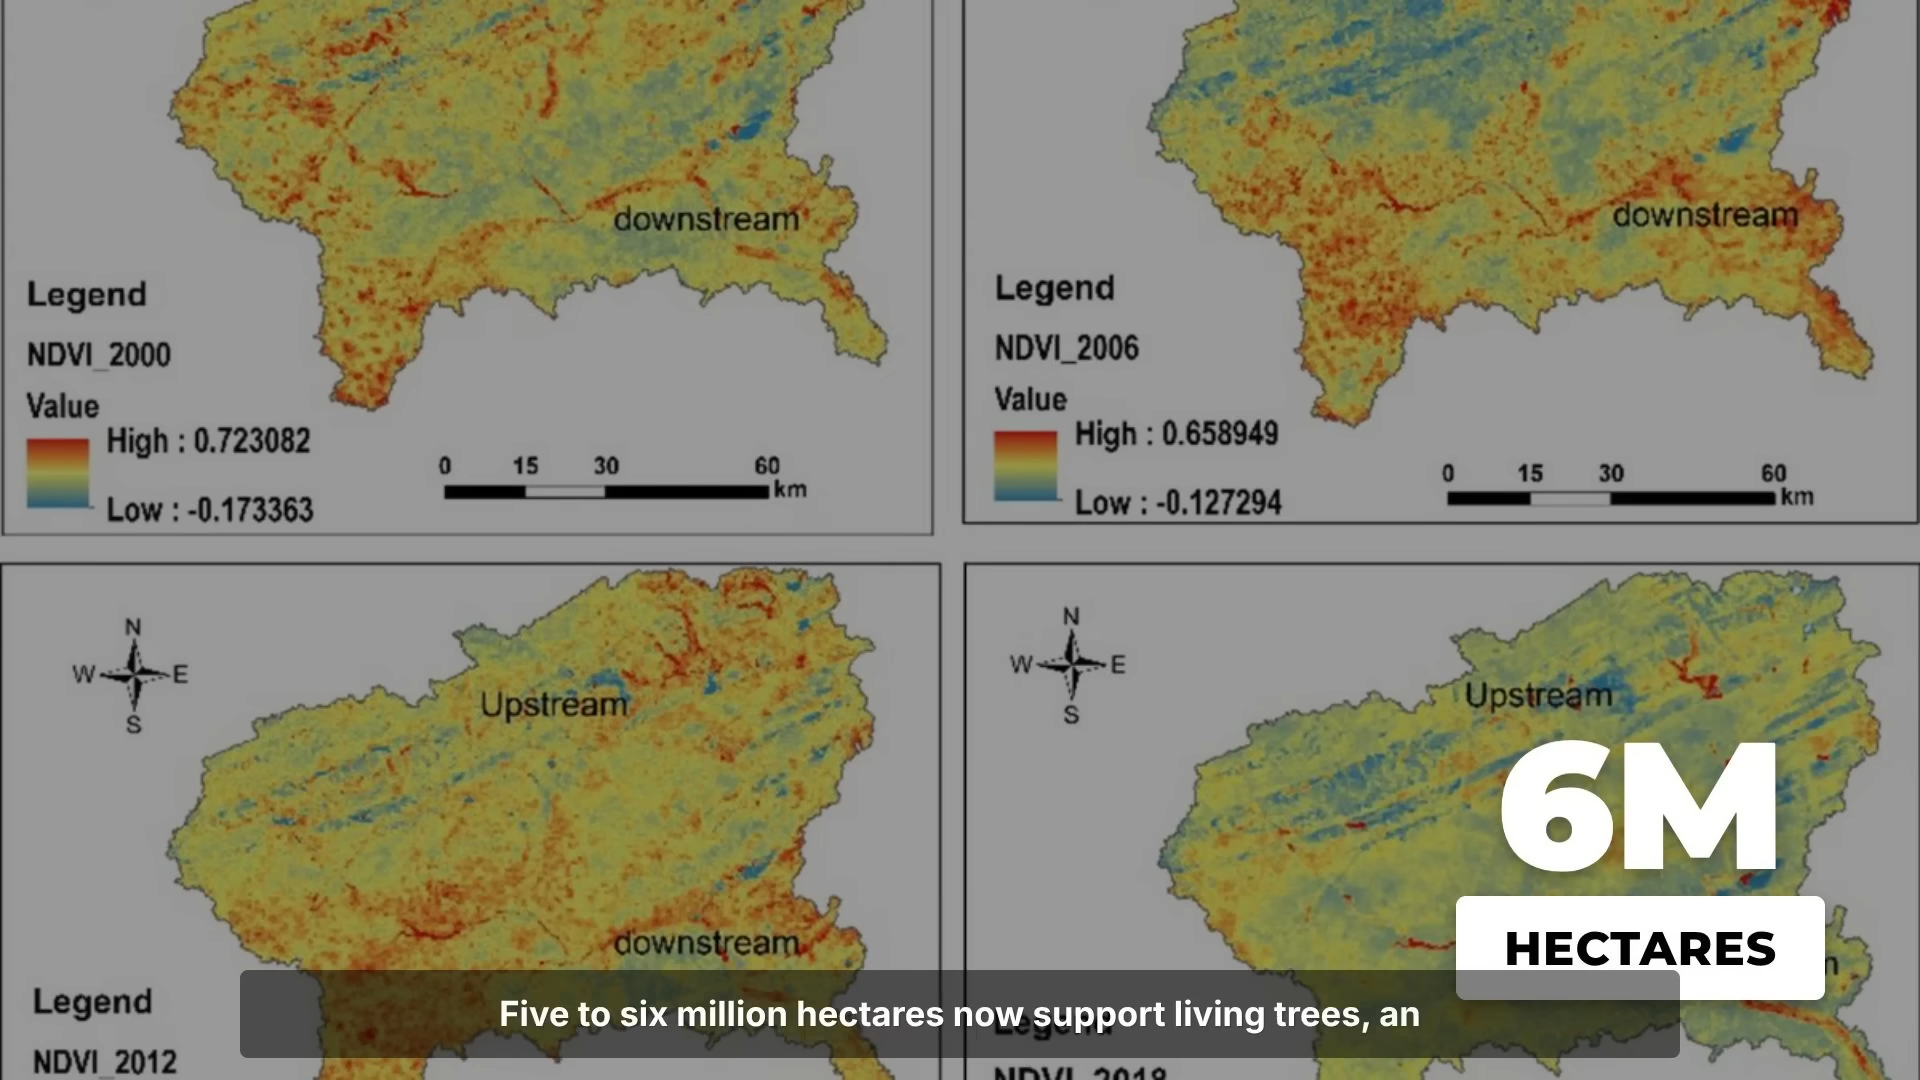 downstream
Legend
NDVI_2000
Value
High : 0.723082
Low : -0.173363
0 15 30 60
km
downstream
Legend
NDVI_2006
Value
High : 0.658949
Low : -0.127294
0 15 30 60
km
N
W E
S
Upstream
downstream
Legend
NDVI_2012
N
W E
S
Upstream
6M
HECTARES
n
Legend
NDVI_2018
Five to six million hectares now support living trees, an